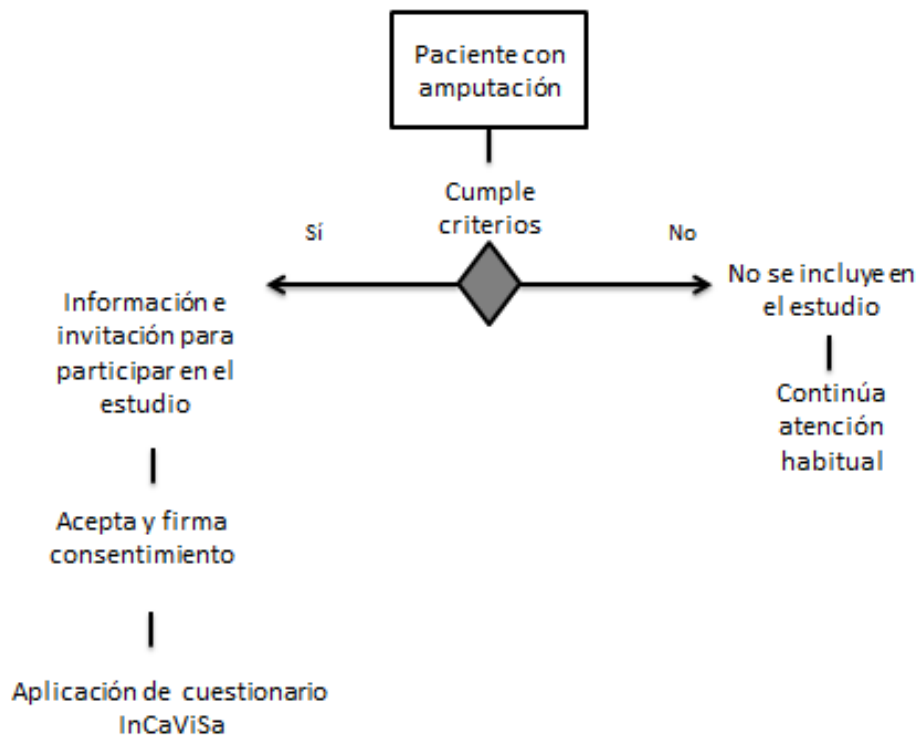 Paciente con
amputación
Cumple
criterios
Sí
No
Información e
invitación para
participar en el
estudio
No se incluye en
el estudio
Continúa
atención
habitual
Acepta y firma
consentimiento
Aplicación de cuestionario
InCaViSa